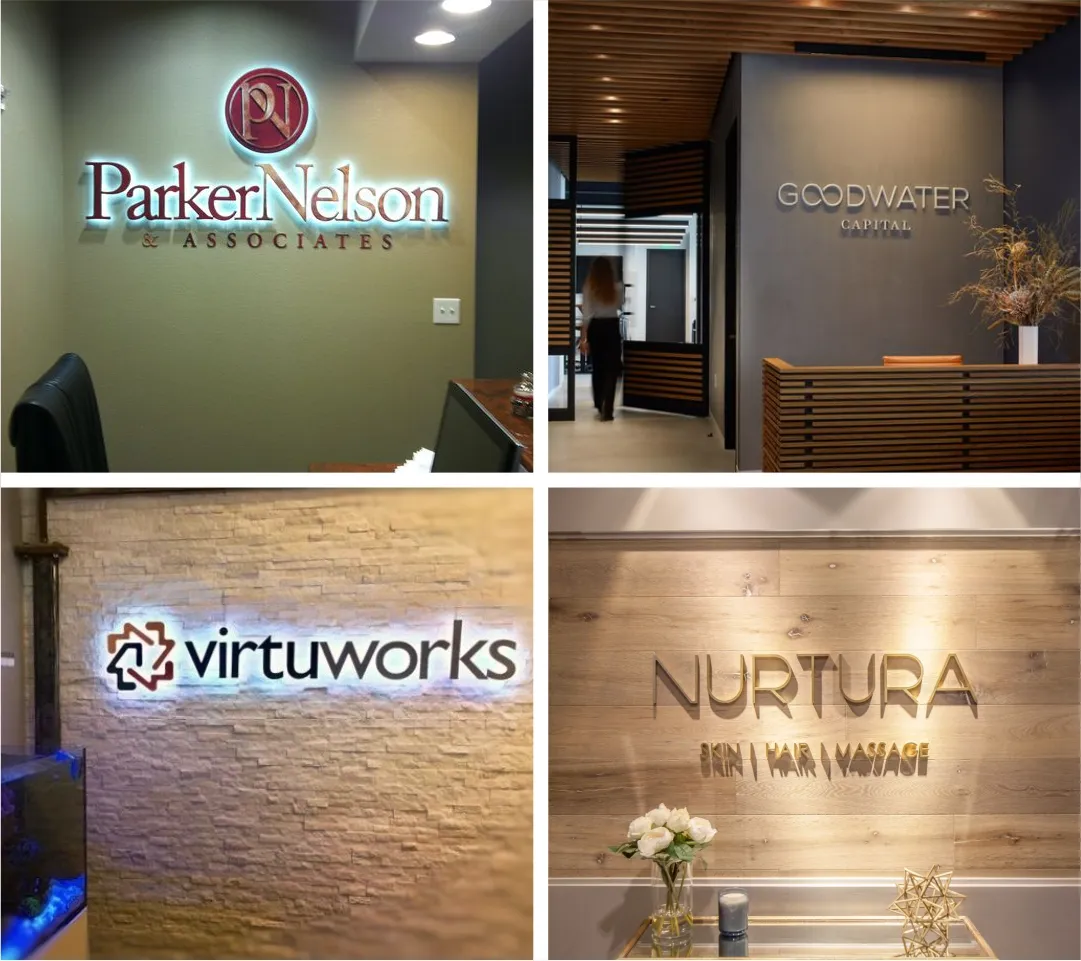 PN
ParkerNelson
& ASSOCIATES
GOODWATER
CAPITAL
virtuworks
NURTURA
SKIN | HAIR | MASSAGE